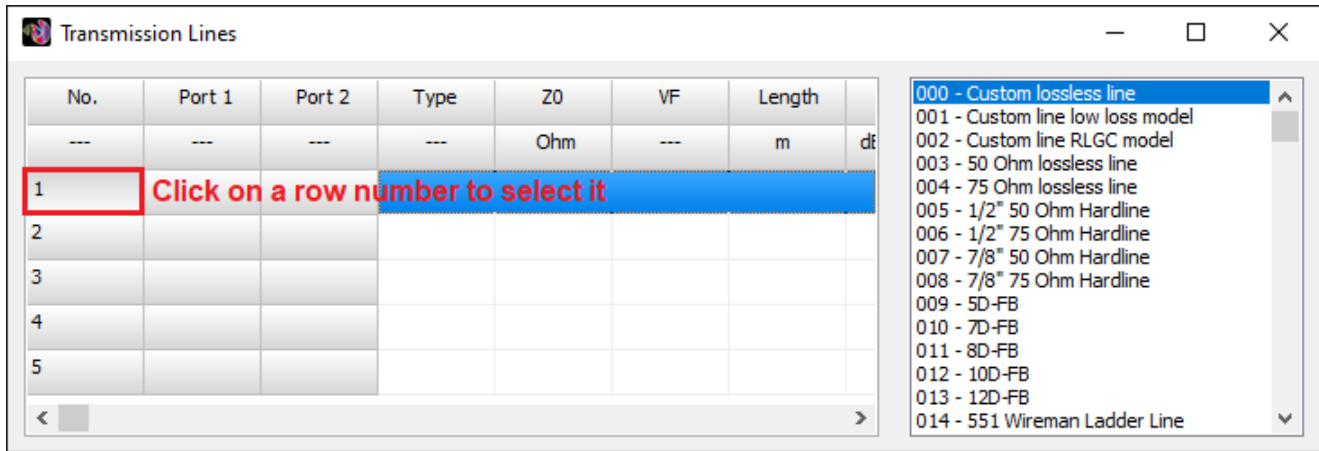 Transmission Lines
No. Port 1 Port 2 Type Z0 VF Length
--- --- --- --- Ohm --- m dB
1 Click on a row number to select it
2
3
4
5
000 - Custom lossless line
001 - Custom line low loss model
002 - Custom line RLGC model
003 - 50 Ohm lossless line
004 - 75 Ohm lossless line
005 - 1/2" 50 Ohm Hardline
006 - 1/2" 75 Ohm Hardline
007 - 7/8" 50 Ohm Hardline
008 - 7/8" 75 Ohm Hardline
009 - 5D-FB
010 - 7D-FB
011 - 8D-FB
012 - 10D-FB
013 - 12D-FB
014 - 551 Wireman Ladder Line